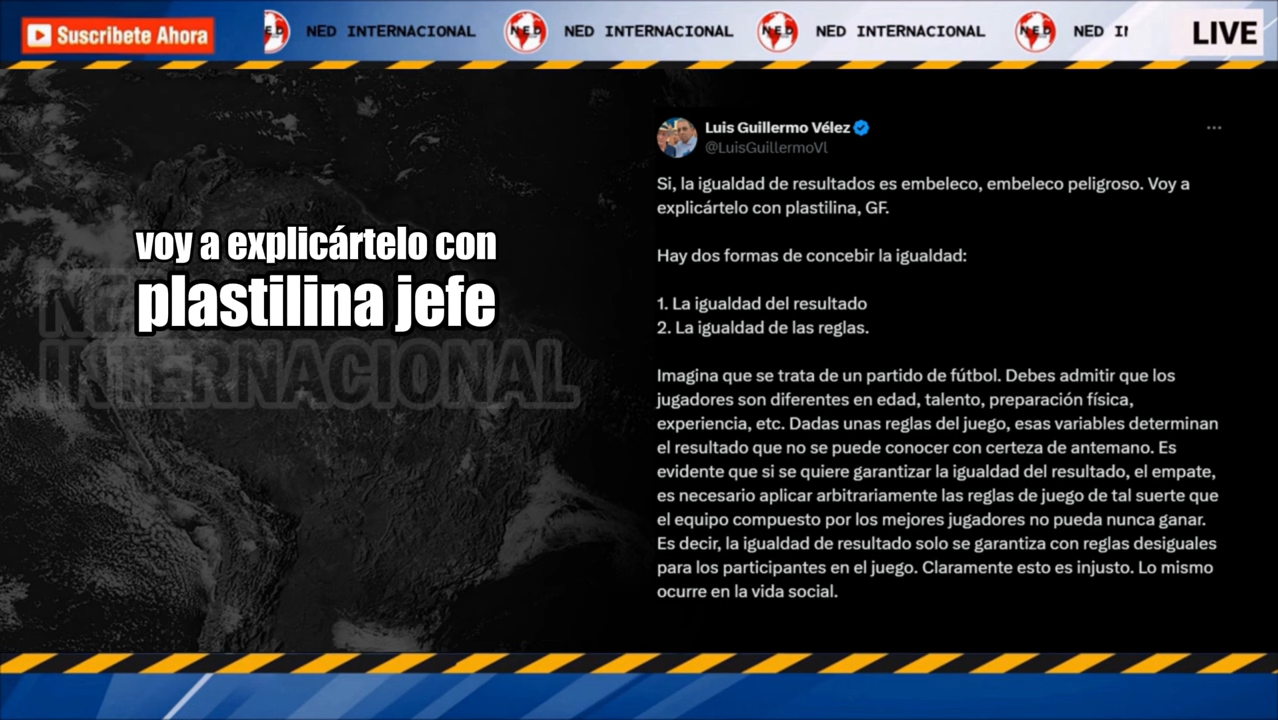 Suscribete Ahora
NED
NED INTERNACIONAL
NED
NED INTERNACIONAL
NED
NED INTERNACIONAL
NED
NED
LIVE
voy a explicártelo con
plastilina jefe
NED
INTERNACIONAL
Luis Guillermo Vélez
@LuisGuillermoVl
Si, la igualdad de resultados es embeleco, embeleco peligroso. Voy a
explicártelo con plastilina, GF.
Hay dos formas de concebir la igualdad:
1. La igualdad del resultado
2. La igualdad de las reglas.
Imagina que se trata de un partido de fútbol. Debes admitir que los
jugadores son diferentes en edad, talento, preparación física,
experiencia, etc. Dadas unas reglas del juego, esas variables determinan
el resultado que no se puede conocer con certeza de antemano. Es
evidente que si se quiere garantizar la igualdad del resultado, el empate,
es necesario aplicar arbitrariamente las reglas de juego de tal suerte que
el equipo compuesto por los mejores jugadores no pueda nunca ganar.
Es decir, la igualdad de resultado solo se garantiza con reglas desiguales
para los participantes en el juego. Claramente esto es injusto. Lo mismo
ocurre en la vida social.